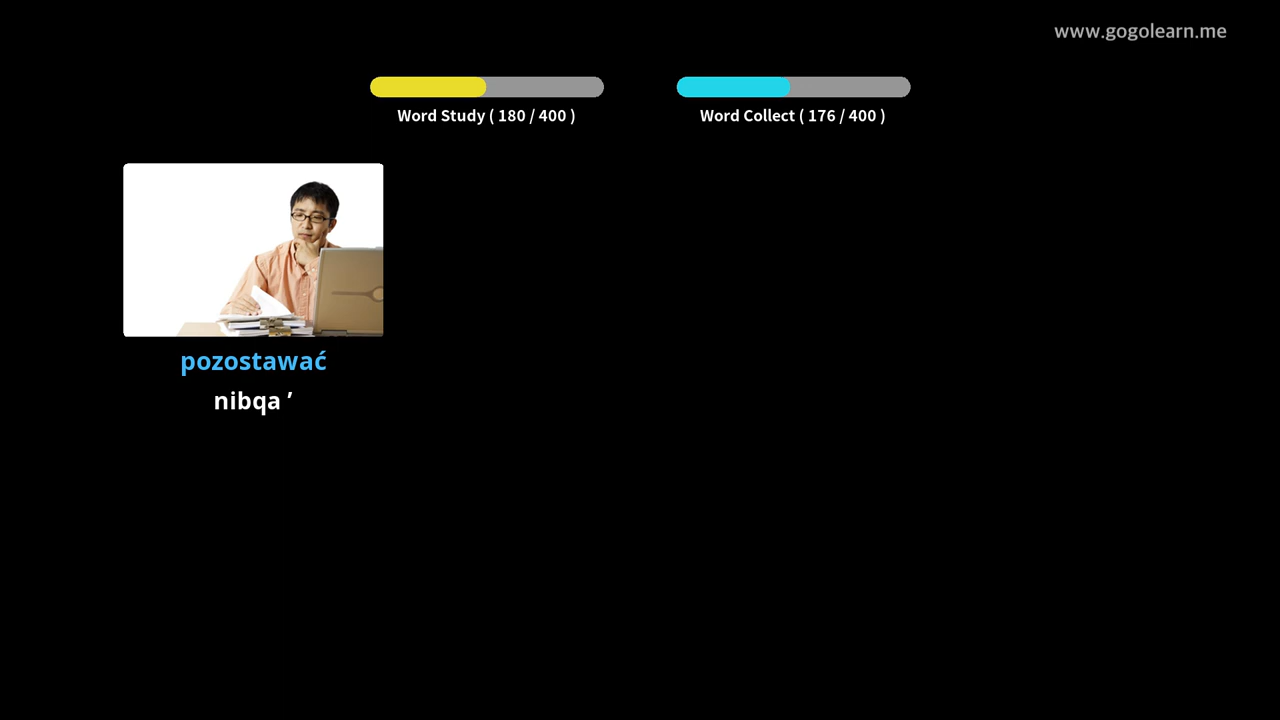 www.gogolearn.me
Word Study ( 180 / 400 )
Word Collect ( 176 / 400 )
pozostawać
nibqa ’